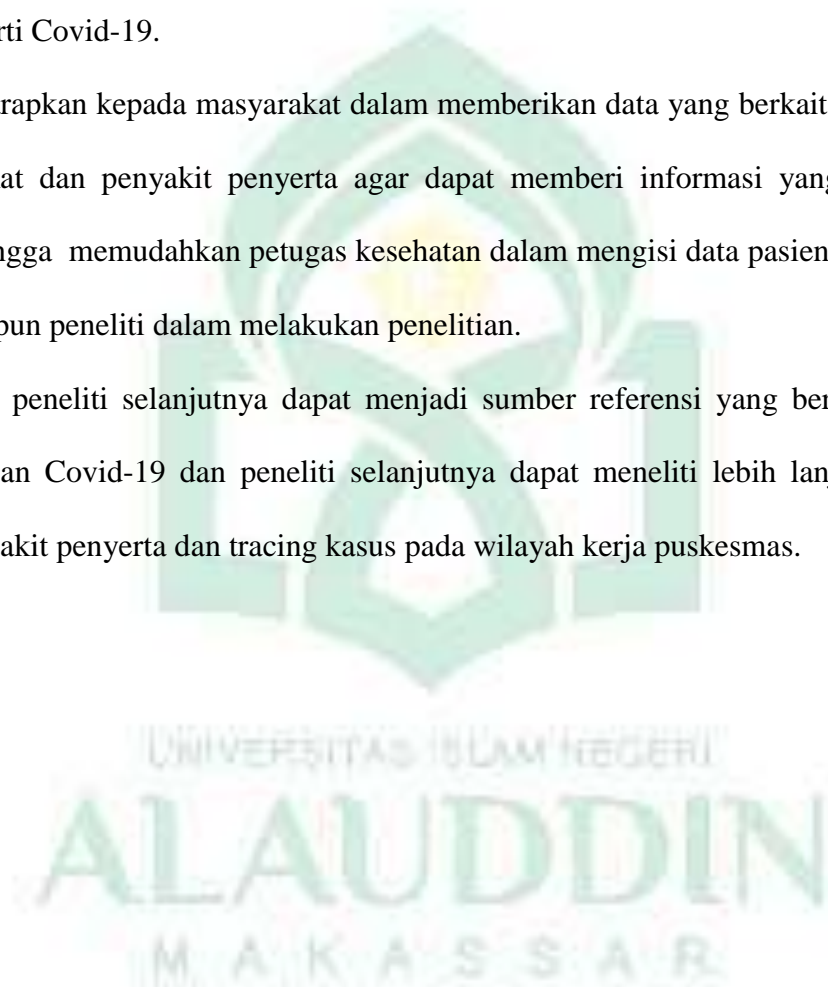 rti Covid-19.
rapkan kepada masyarakat dalam memberikan data yang berkait
at dan penyakit penyerta agar dapat memberi informasi yang
ngga memudahkan petugas kesehatan dalam mengisi data pasien
pun peneliti dalam melakukan penelitian.
peneliti selanjutnya dapat menjadi sumber referensi yang ber
an Covid-19 dan peneliti selanjutnya dapat meneliti lebih lan
akit penyerta dan tracing kasus pada wilayah kerja puskesmas.
UNIVERSITAS ISLAM NEGERI
ALAUDDIN
MAKASSAR